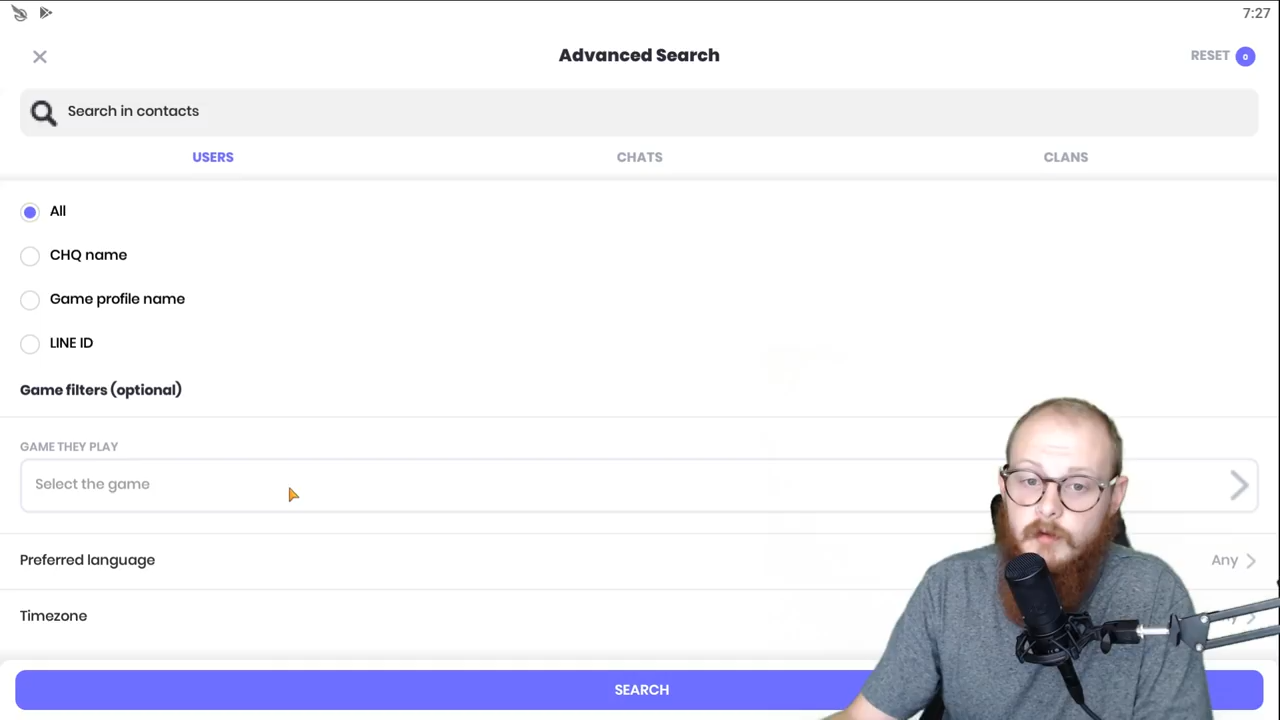 7:27
Advanced Search
RESET 0
Search in contacts
USERS CHATS CLANS
All
CHQ name
Game profile name
LINE ID
Game filters (optional)
GAME THEY PLAY
Select the game
Preferred language Any
Timezone
SEARCH